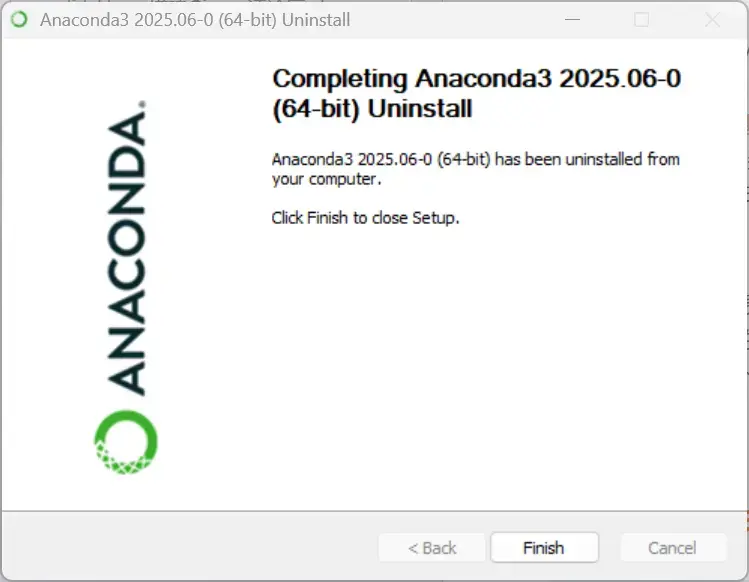 Anaconda3 2025.06-0 (64-bit) Uninstall
Completing Anaconda3 2025.06-0
(64-bit) Uninstall
Anaconda3 2025.06-0 (64-bit) has been uninstalled from
your computer.
Click Finish to close Setup.
ANACONDA.
< Back
Finish
Cancel